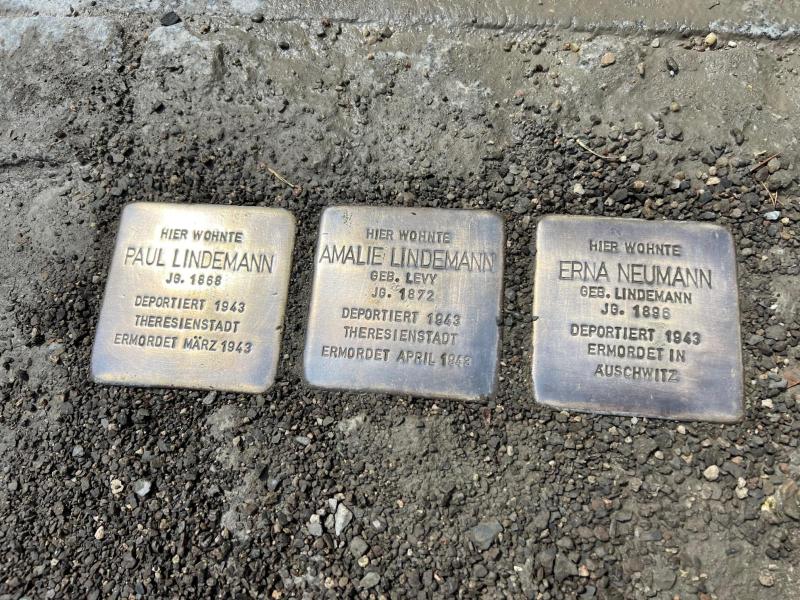 HIER WOHNTE
PAUL LINDEMANN
JG. 1868
DEPORTIERT 1943
THERESIENSTADT
ERMORDET MÄRZ 1943
HIER WOHNTE
AMALIE LINDEMANN
GEB. LEVY
JG. 1872
DEPORTIERT 1943
THERESIENSTADT
ERMORDET APRIL 1943
HIER WOHNTE
ERNA NEUMANN
GEB. LINDEMANN
JG. 1896
DEPORTIERT 1943
ERMORDET IN
AUSCHWITZ